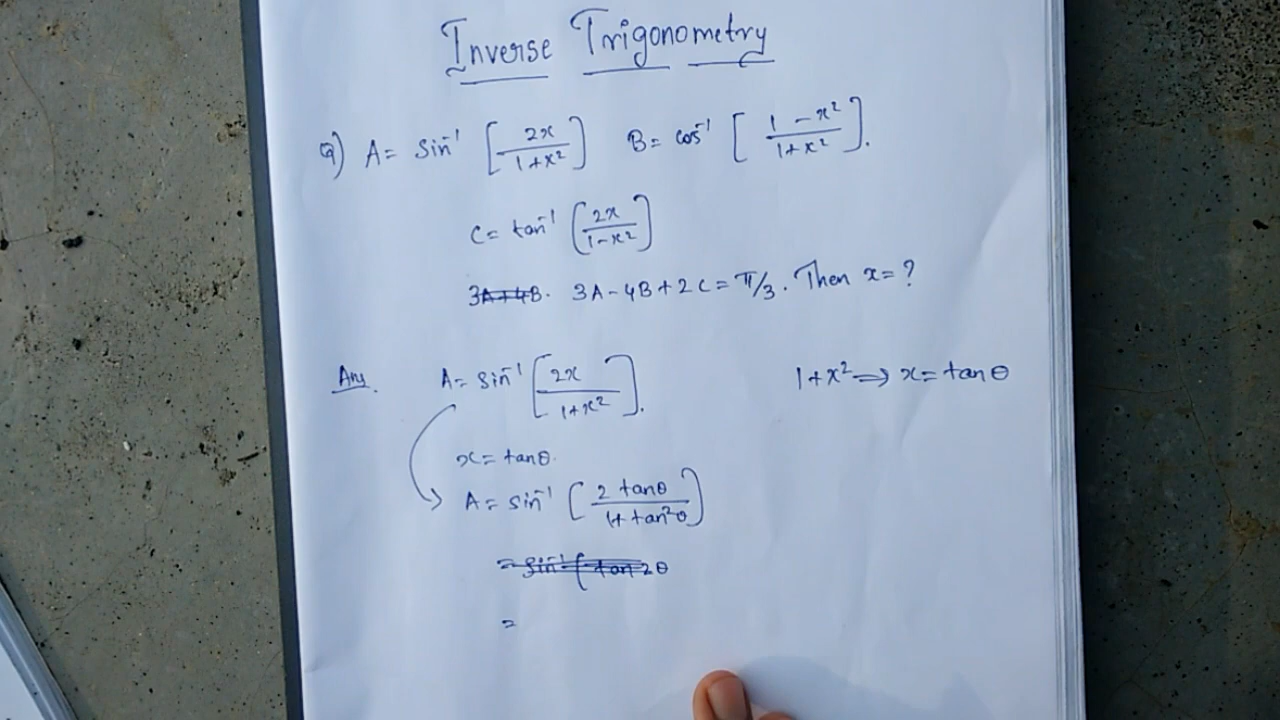 Inverse Trigonometry
Q) A = sin⁻¹ [2x/(1+x²)] B = cos⁻¹ [(1-x²)/(1+x²)].
C = tan⁻¹ [2x/(1-x²)]
3A+4B. 3A-4B+2C = π/3. Then x = ?
Ans. A = sin⁻¹ [2x/(1+x²)]. 1+x² ⟹ x = tanθ
x = tanθ.
A = sin⁻¹ [2 tanθ/(1+tan²θ)]
= sin⁻¹ ( tan 2θ
=